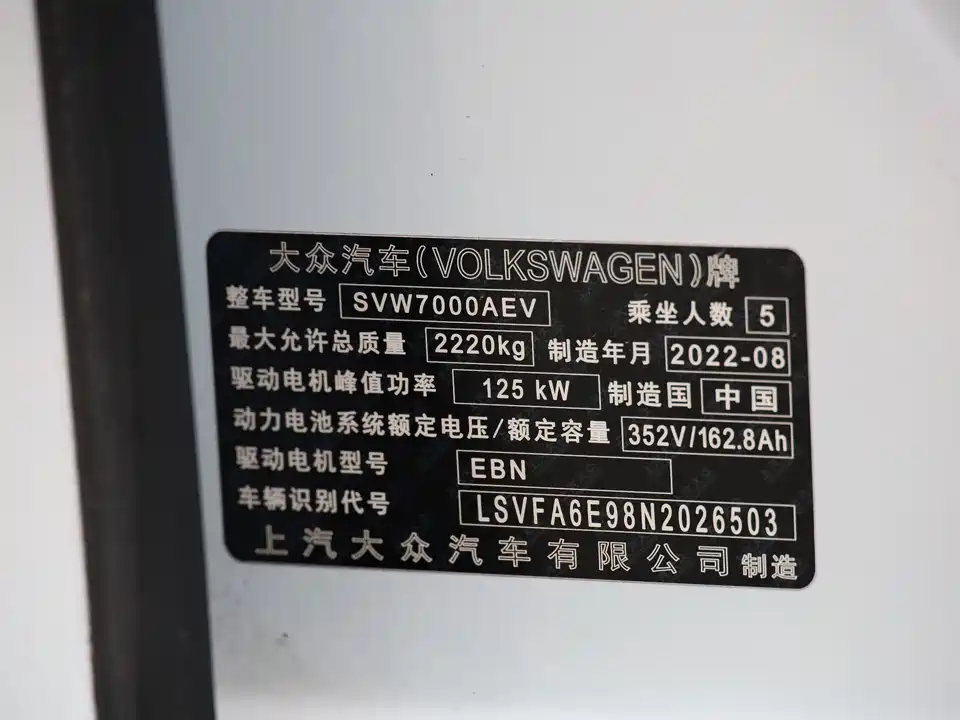 大众汽车(VOLKSWAGEN)牌
整车型号 SVW7000AEV 乘坐人数 5
最大允许总质量 2220kg 制造年月 2022-08
驱动电机峰值功率 125 kW 制造国 中国
动力电池系统额定电压/额定容量 352V/162.8Ah
驱动电机型号 EBN
车辆识别代号 LSVFA6E98N2026503
上汽大众汽车有限公司 制造